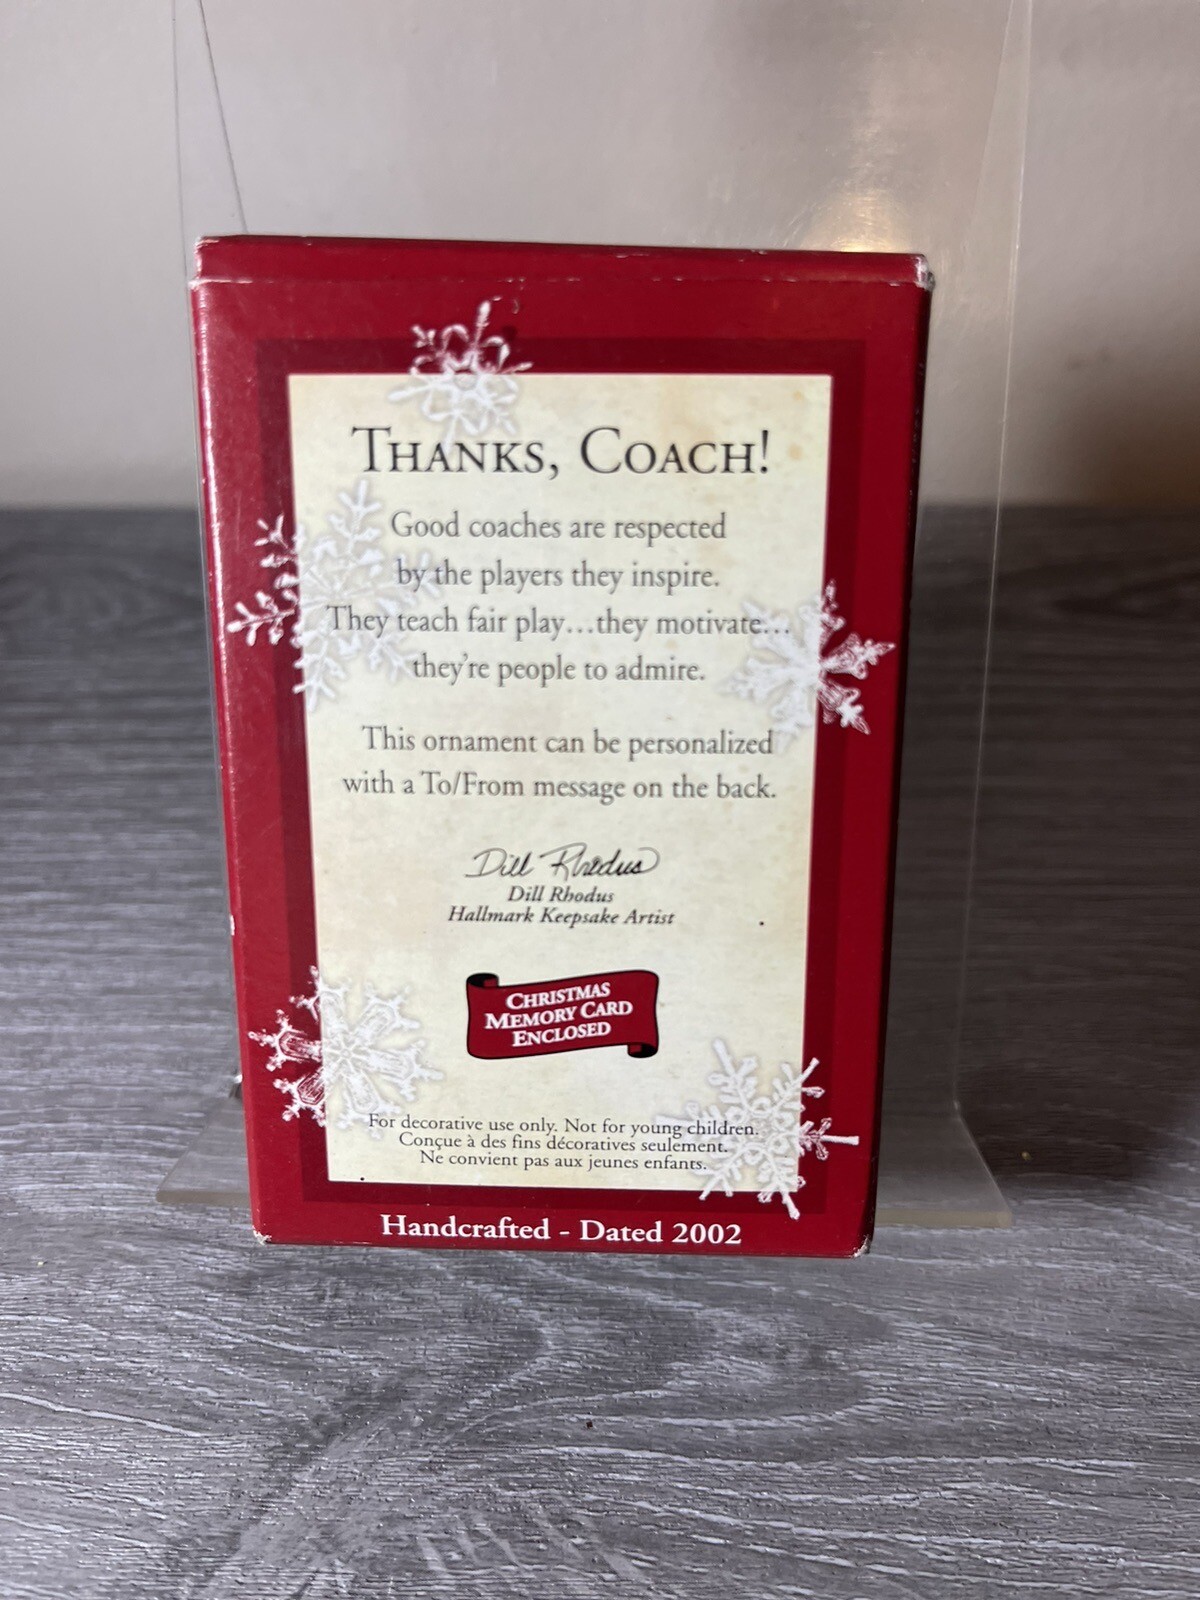 THANKS, COACH!
Good coaches are respected
by the players they inspire.
They teach fair play...they motivate...
they're people to admire.
This ornament can be personalized
with a To/From message on the back.
Dill Rhodus
Dill Rhodus
Hallmark Keepsake Artist
CHRISTMAS
MEMORY CARD
ENCLOSED
For decorative use only. Not for young children.
Conçue à des fins décoratives seulement.
Ne convient pas aux jeunes enfants.
Handcrafted - Dated 2002